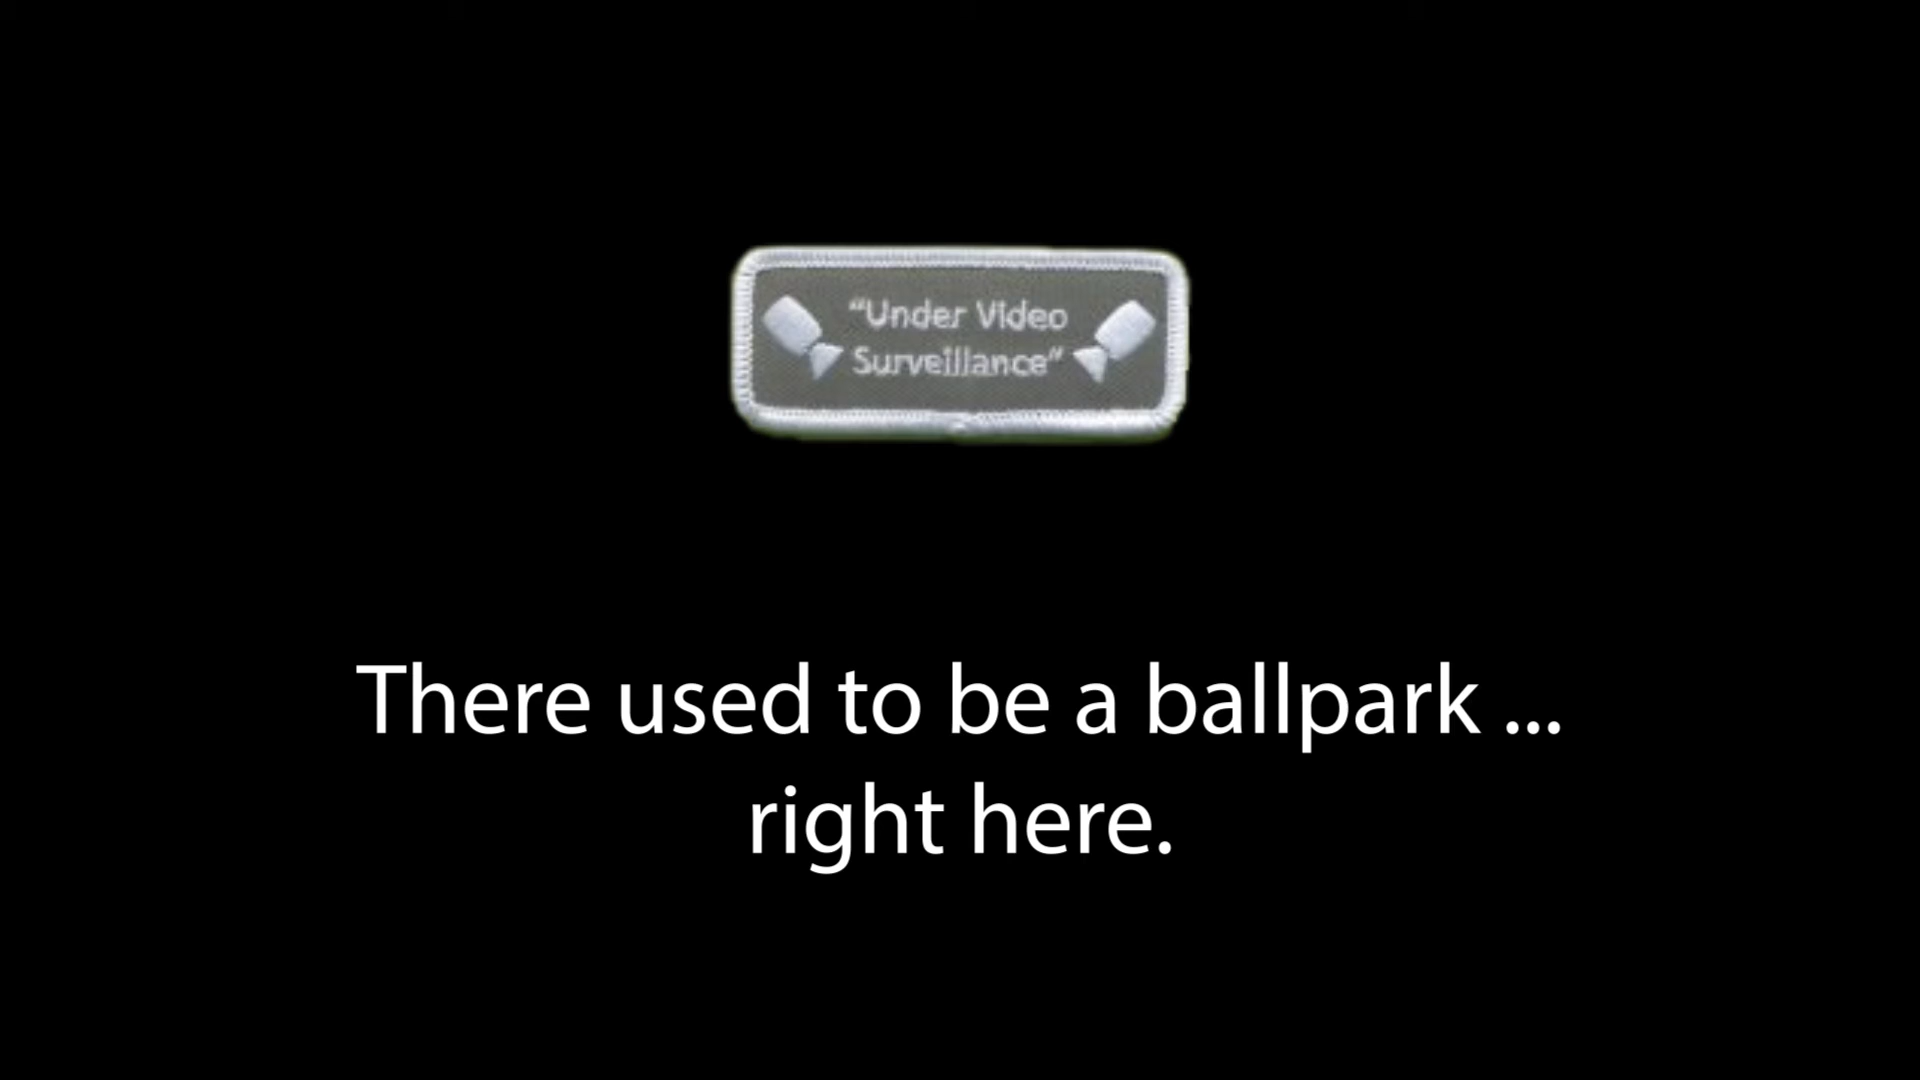 “Under Video
Surveillance”
There used to be a ballpark ...
right here.